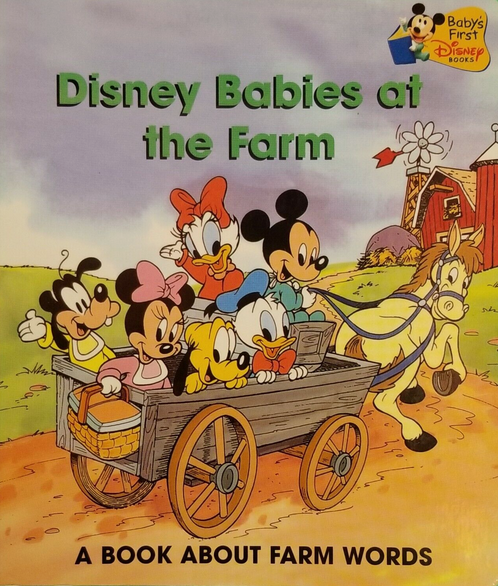 Baby's
First
Disney
BOOKS
Disney Babies at
the Farm
A BOOK ABOUT FARM WORDS